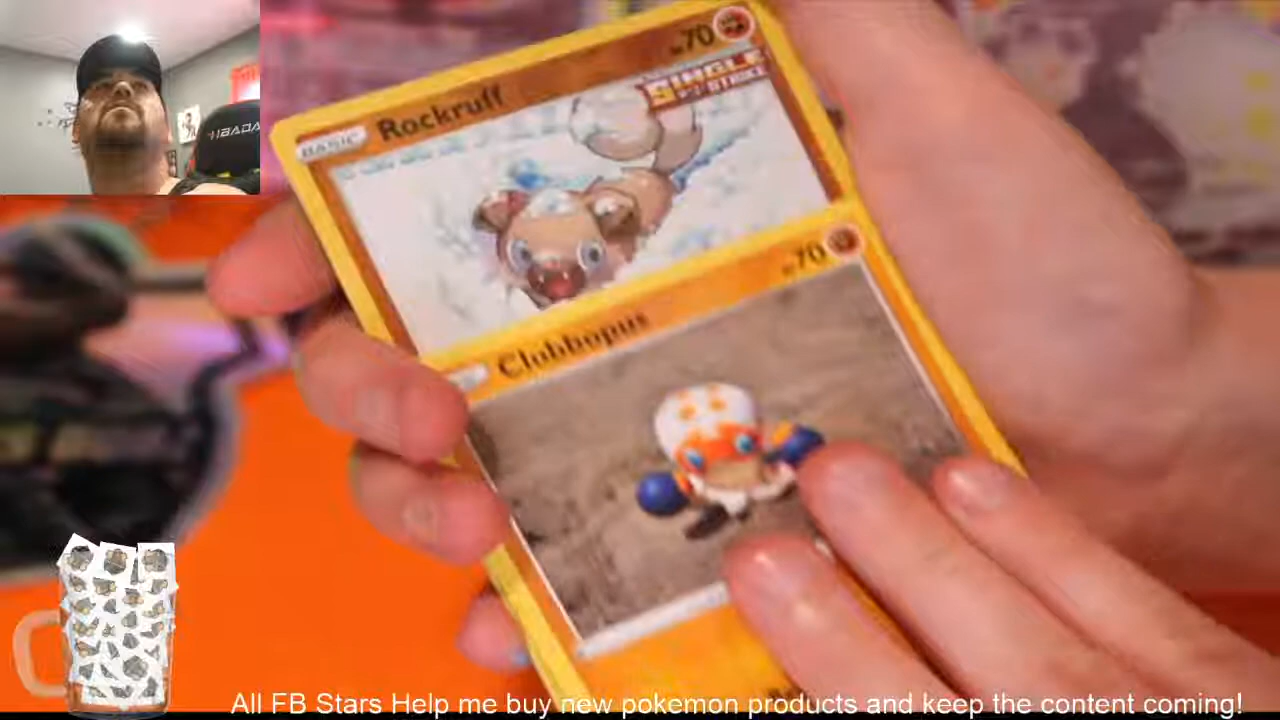 BASIC Rockruff 70
SINGLE
STRIKE
HBADA
Clobbopus 70
All FB Stars Help me buy new pokemon products and keep the content coming!